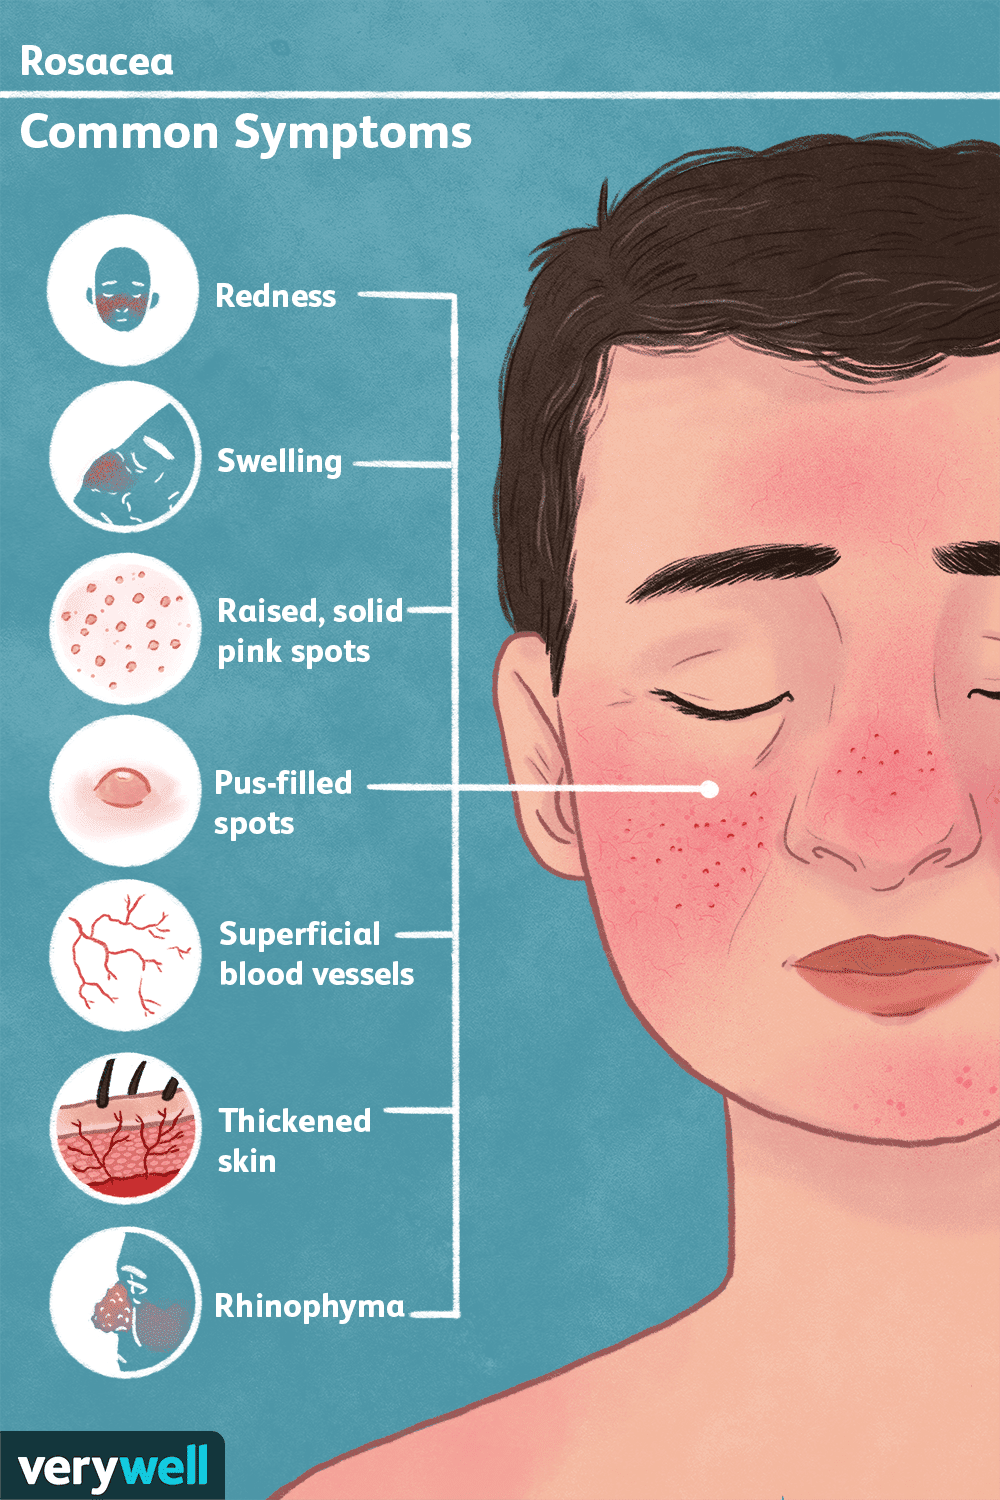 Rosacea
Common Symptoms
Redness
Swelling
Raised, solid
pink spots
Pus-filled
spots
Superficial
blood vessels
Thickened
skin
Rhinophyma
verywell